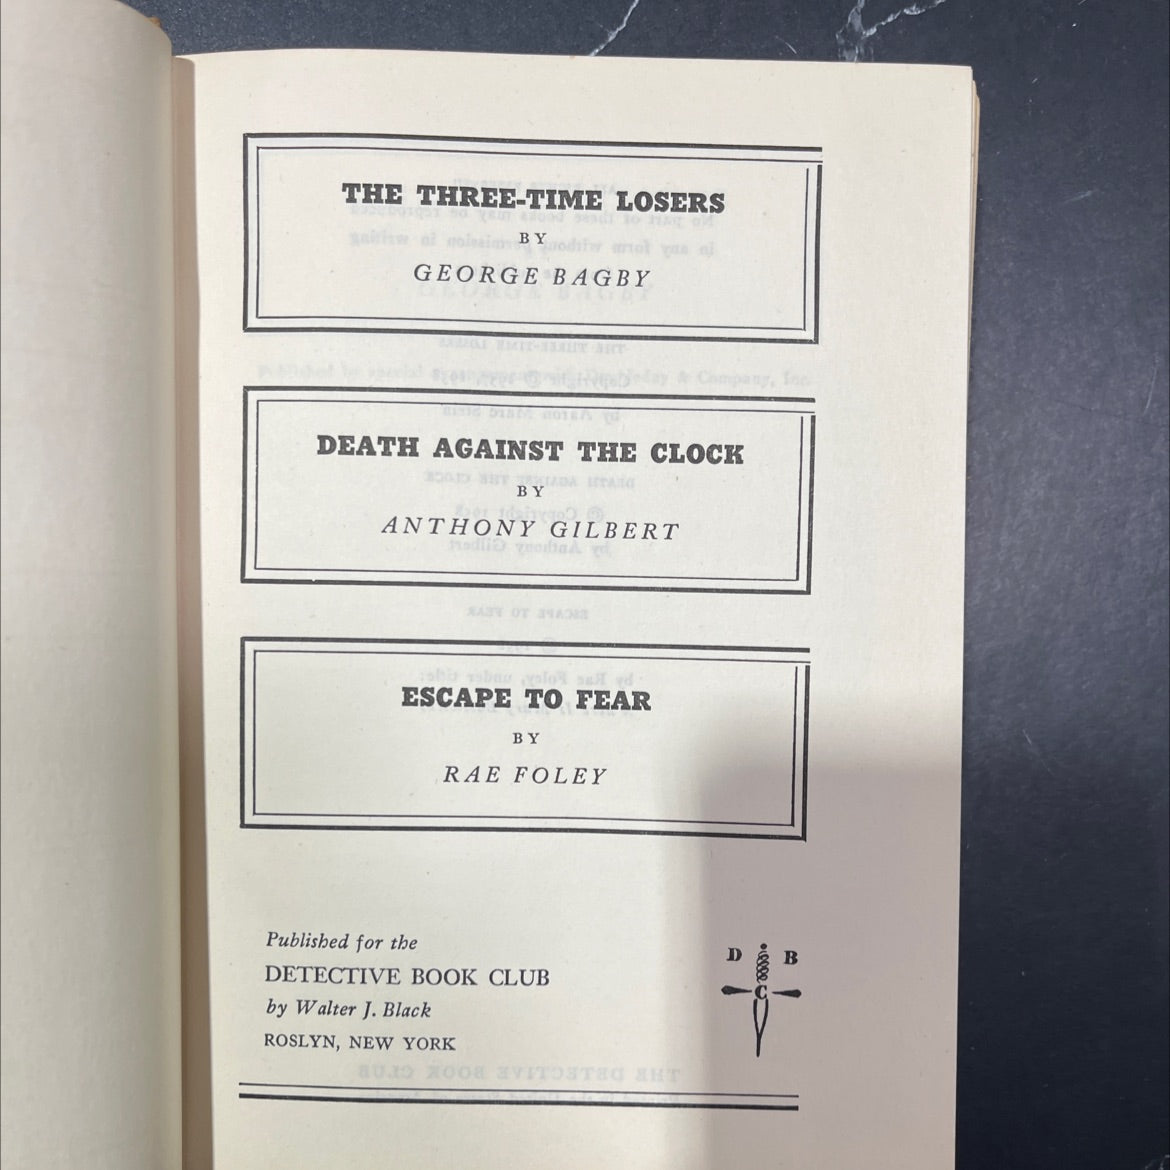 THE THREE-TIME LOSERS
BY
GEORGE BAGBY
DEATH AGAINST THE CLOCK
BY
ANTHONY GILBERT
ESCAPE TO FEAR
BY
RAE FOLEY
Published for the
DETECTIVE BOOK CLUB
by Walter J. Black
ROSLYN, NEW YORK
D B
C